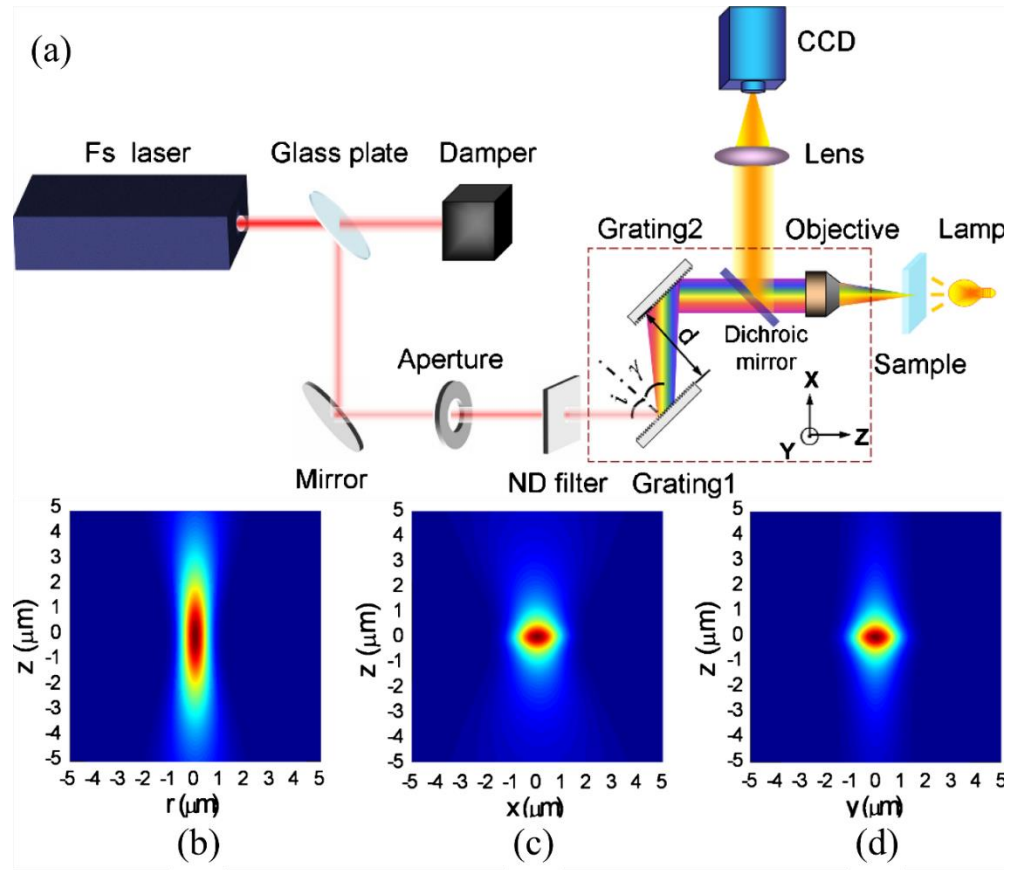 (a)
CCD
Fs laser
Glass plate
Damper
Lens
Grating2
Objective
Lamp
d
Dichroic
mirror
Aperture
i
γ
Sample
X
Y
Z
Mirror
ND filter
Grating1
5
4
3
2
1
0
-1
-2
-3
-4
-5
z (μm)
-5 -4 -3 -2 -1 0 1 2 3 4 5
r (μm)
(b)
5
4
3
2
1
0
-1
-2
-3
-4
-5
z (μm)
-5 -4 -3 -2 -1 0 1 2 3 4 5
x (μm)
(c)
5
4
3
2
1
0
-1
-2
-3
-4
-5
z (μm)
-5 -4 -3 -2 -1 0 1 2 3 4 5
y (μm)
(d)